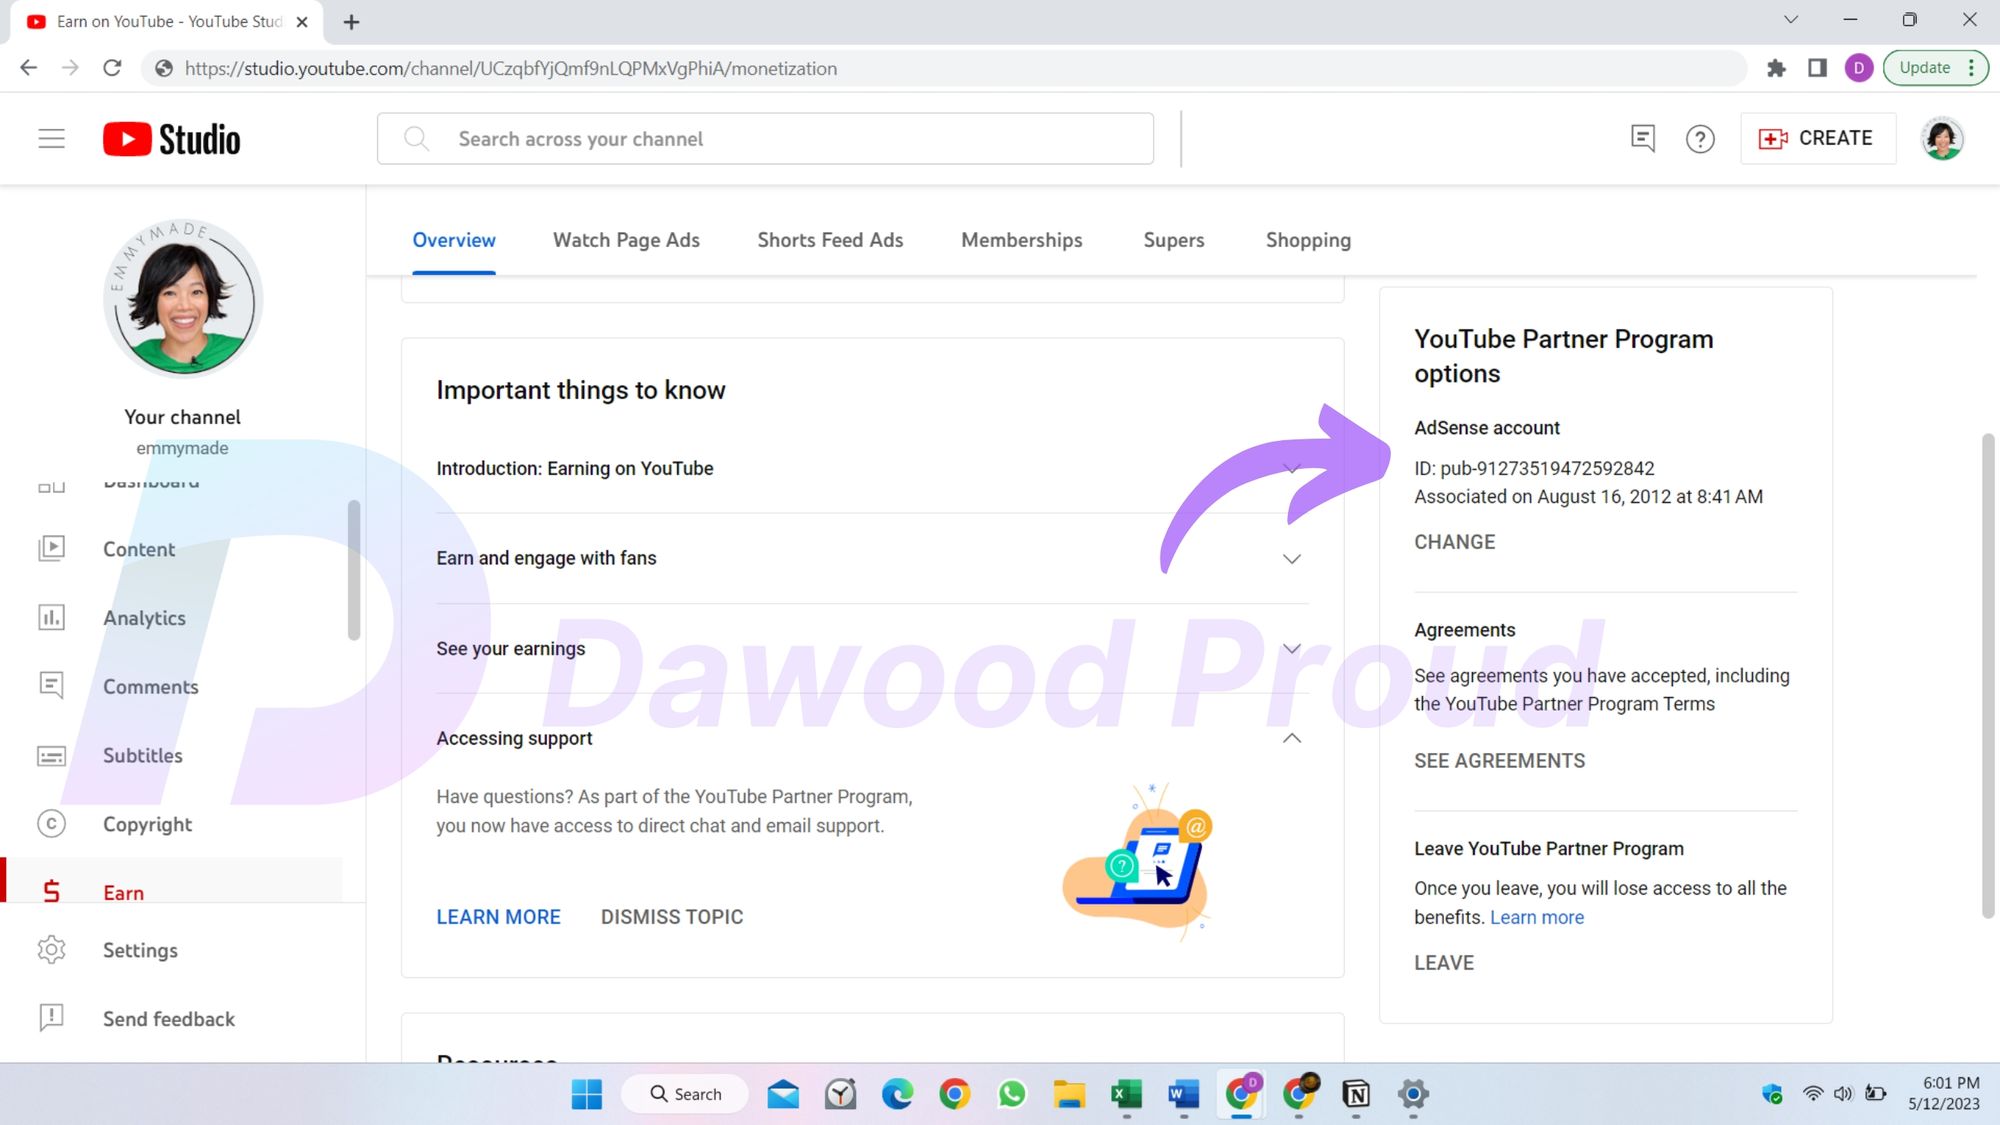 Earn on YouTube - YouTube Stud
https://studio.youtube.com/channel/UCzqbfYjQmf9nLQPMxVgPhiA/monetization
D
Update
Studio
Search across your channel
CREATE
EMMYMADE
Your channel
emmymade
Dashboard
Content
Analytics
Comments
Subtitles
Copyright
Earn
Settings
Send feedback
Overview
Watch Page Ads
Shorts Feed Ads
Memberships
Supers
Shopping
Important things to know
Introduction: Earning on YouTube
Earn and engage with fans
See your earnings
Accessing support
Have questions? As part of the YouTube Partner Program,
you now have access to direct chat and email support.
LEARN MORE
DISMISS TOPIC
Resources
YouTube Partner Program
options
AdSense account
ID: pub-91273519472592842
Associated on August 16, 2012 at 8:41 AM
CHANGE
Agreements
See agreements you have accepted, including
the YouTube Partner Program Terms
SEE AGREEMENTS
Leave YouTube Partner Program
Once you leave, you will lose access to all the
benefits. Learn more
LEAVE
Dawood Proud
Search
6:01 PM
5/12/2023